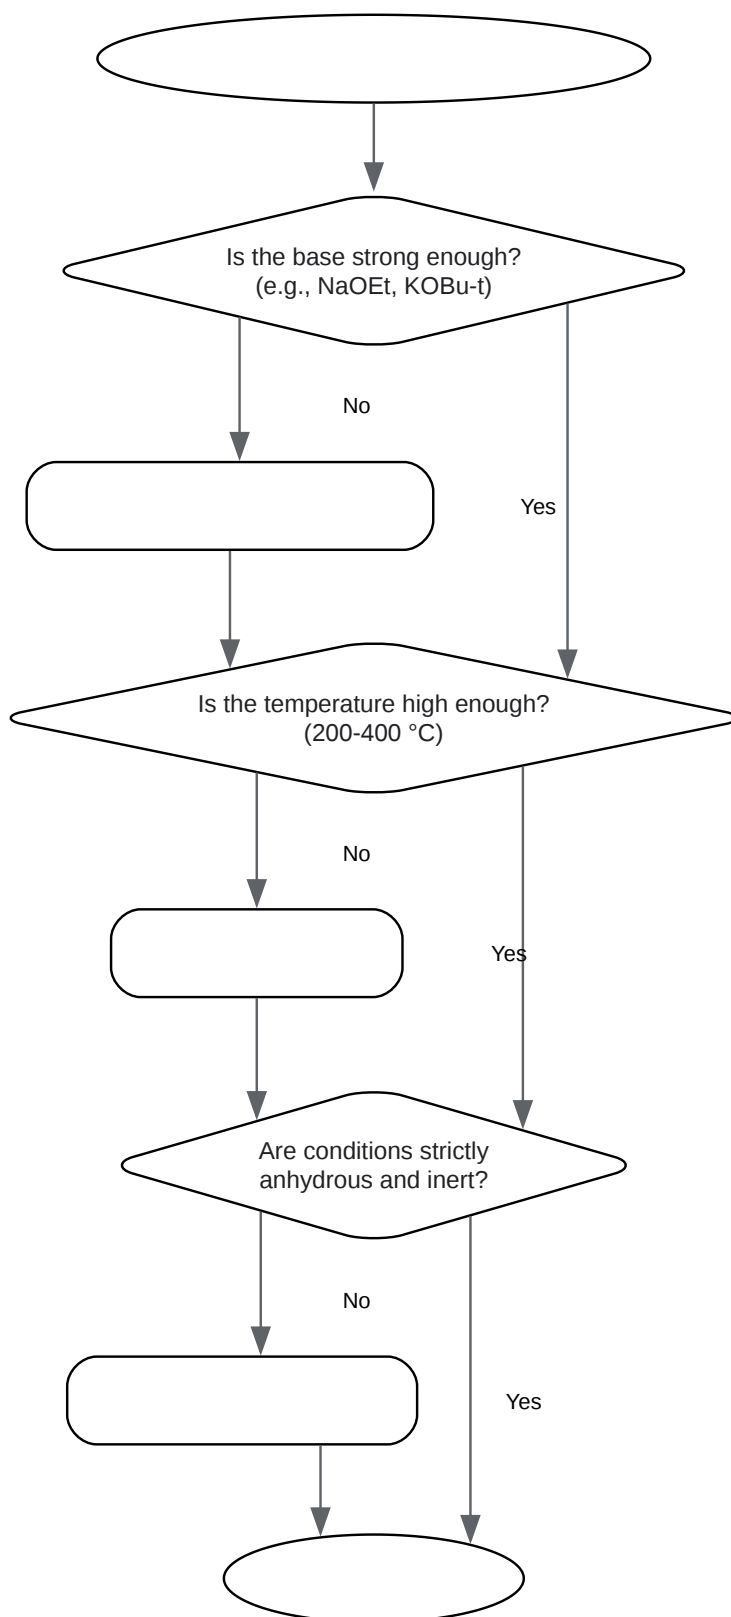 Is the base strong enough?
(e.g., NaOEt, KOBu-t)
No
Yes
Is the temperature high enough?
(200-400 °C)
No
Yes
Are conditions strictly
anhydrous and inert?
No
Yes